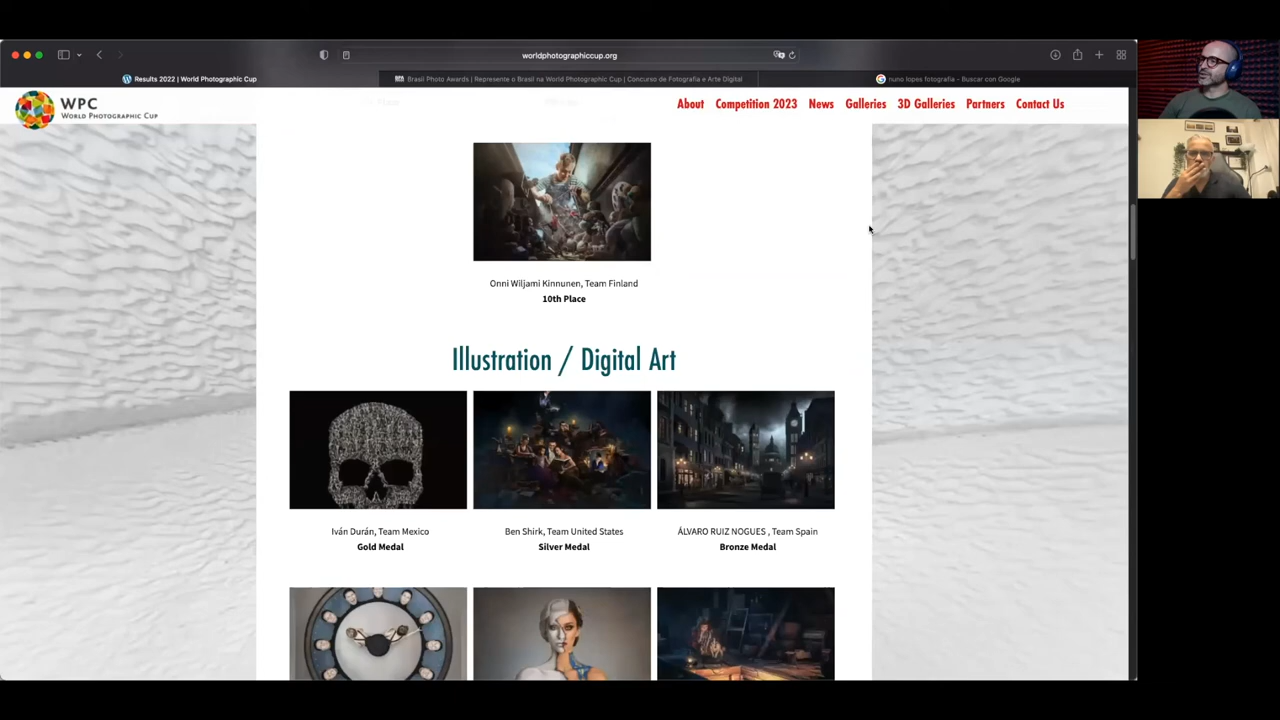 worldphotographiccup.org
Results 2022 | World Photographic Cup
Brasil Photo Awards | Represente o Brasil na World Photographic Cup | Concurso de Fotografia e Arte Digital
nuno lopes fotografia - Buscar con Google
WPC
WORLD PHOTOGRAPHIC CUP
About
Competition 2023
News
Galleries
3D Galleries
Partners
Contact Us
Onni Wiljami Kinnunen, Team Finland
10th Place
Illustration / Digital Art
Iván Durán, Team Mexico
Gold Medal
Ben Shirk, Team United States
Silver Medal
ÁLVARO RUIZ NOGUES , Team Spain
Bronze Medal